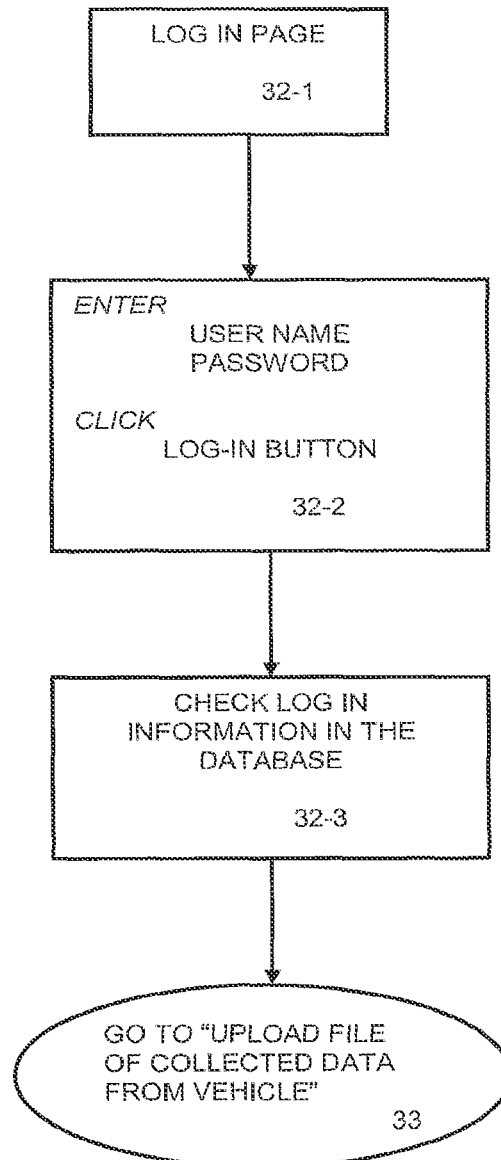 LOG IN PAGE
32-1
ENTER
USER NAME
PASSWORD
CLICK
LOG-IN BUTTON
32-2
CHECK LOG IN
INFORMATION IN THE
DATABASE
32-3
GO TO "UPLOAD FILE
OF COLLECTED DATA
FROM VEHICLE"
33